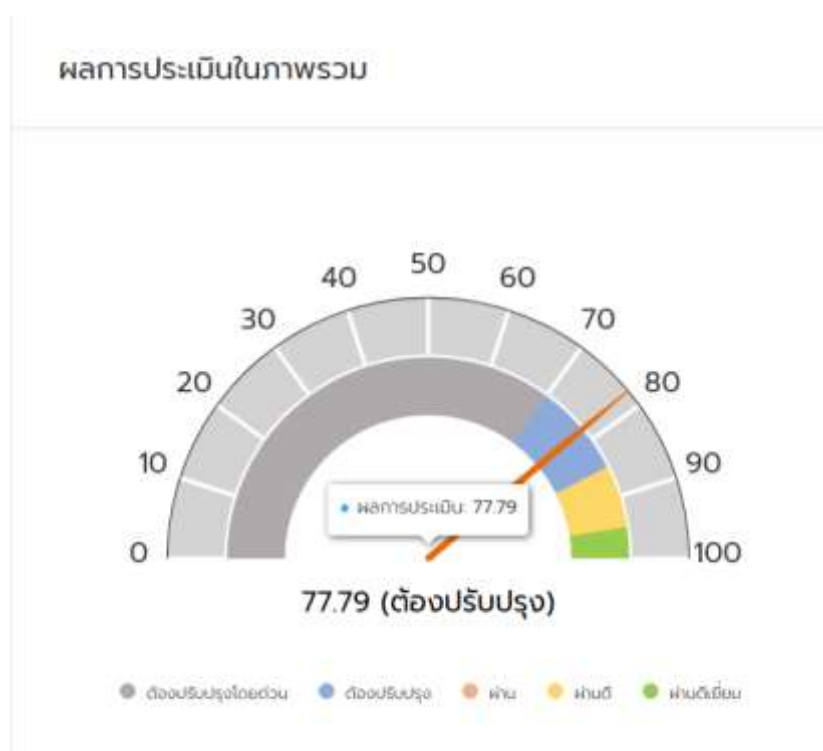 ผลการประเมินในภาพรวม
50
40
60
30
70
20
80
10
90
ผลการประเมิน: 77.79
0
100
77.79 (ต้องปรับปรุง)
ต้องปรับปรุงโดยด่วน
ต้องปรับปรุง
ผ่าน
ผ่านดี
ผ่านดีเยี่ยม